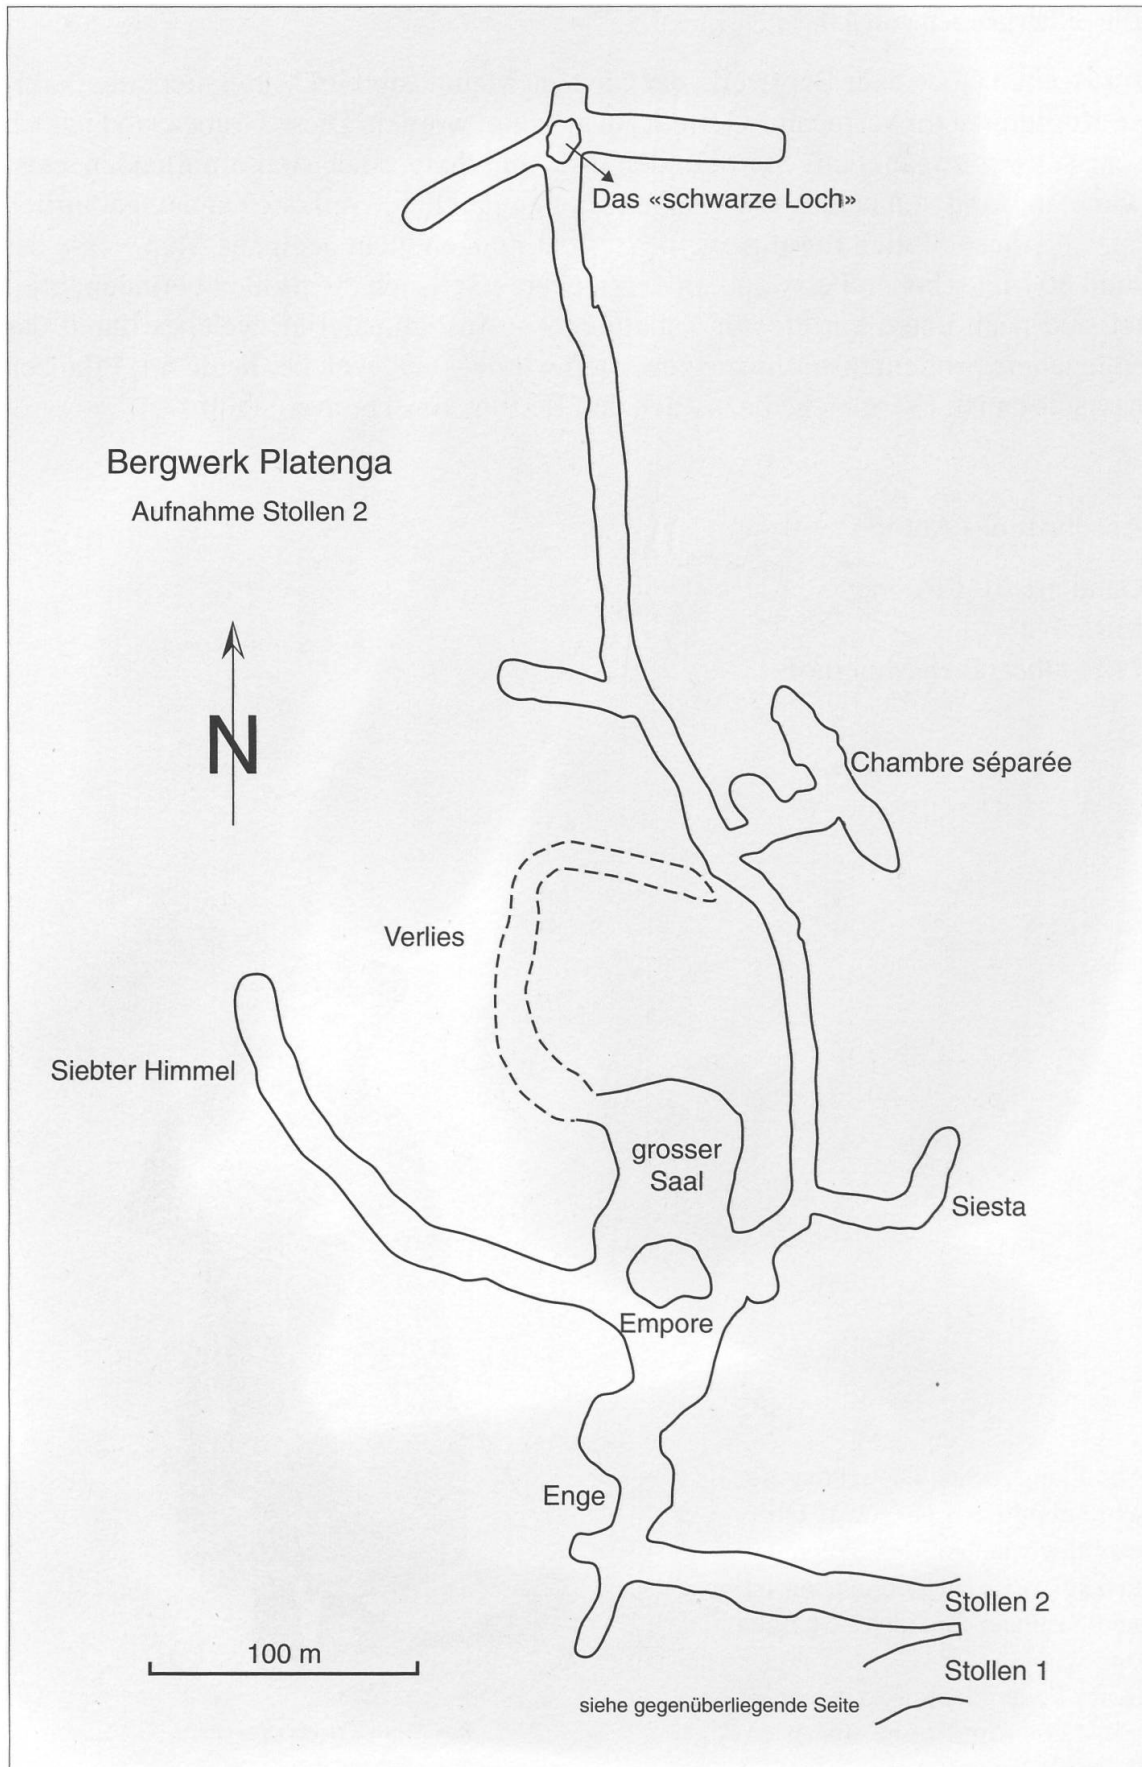 Das «schwarze Loch»
Bergwerk Platenga
Aufnahme Stollen 2
N
Chambre séparée
Verlies
Siebter Himmel
grosser
Saal
Siesta
Empore
Enge
Stollen 2
100 m
Stollen 1
siehe gegenüberliegende Seite